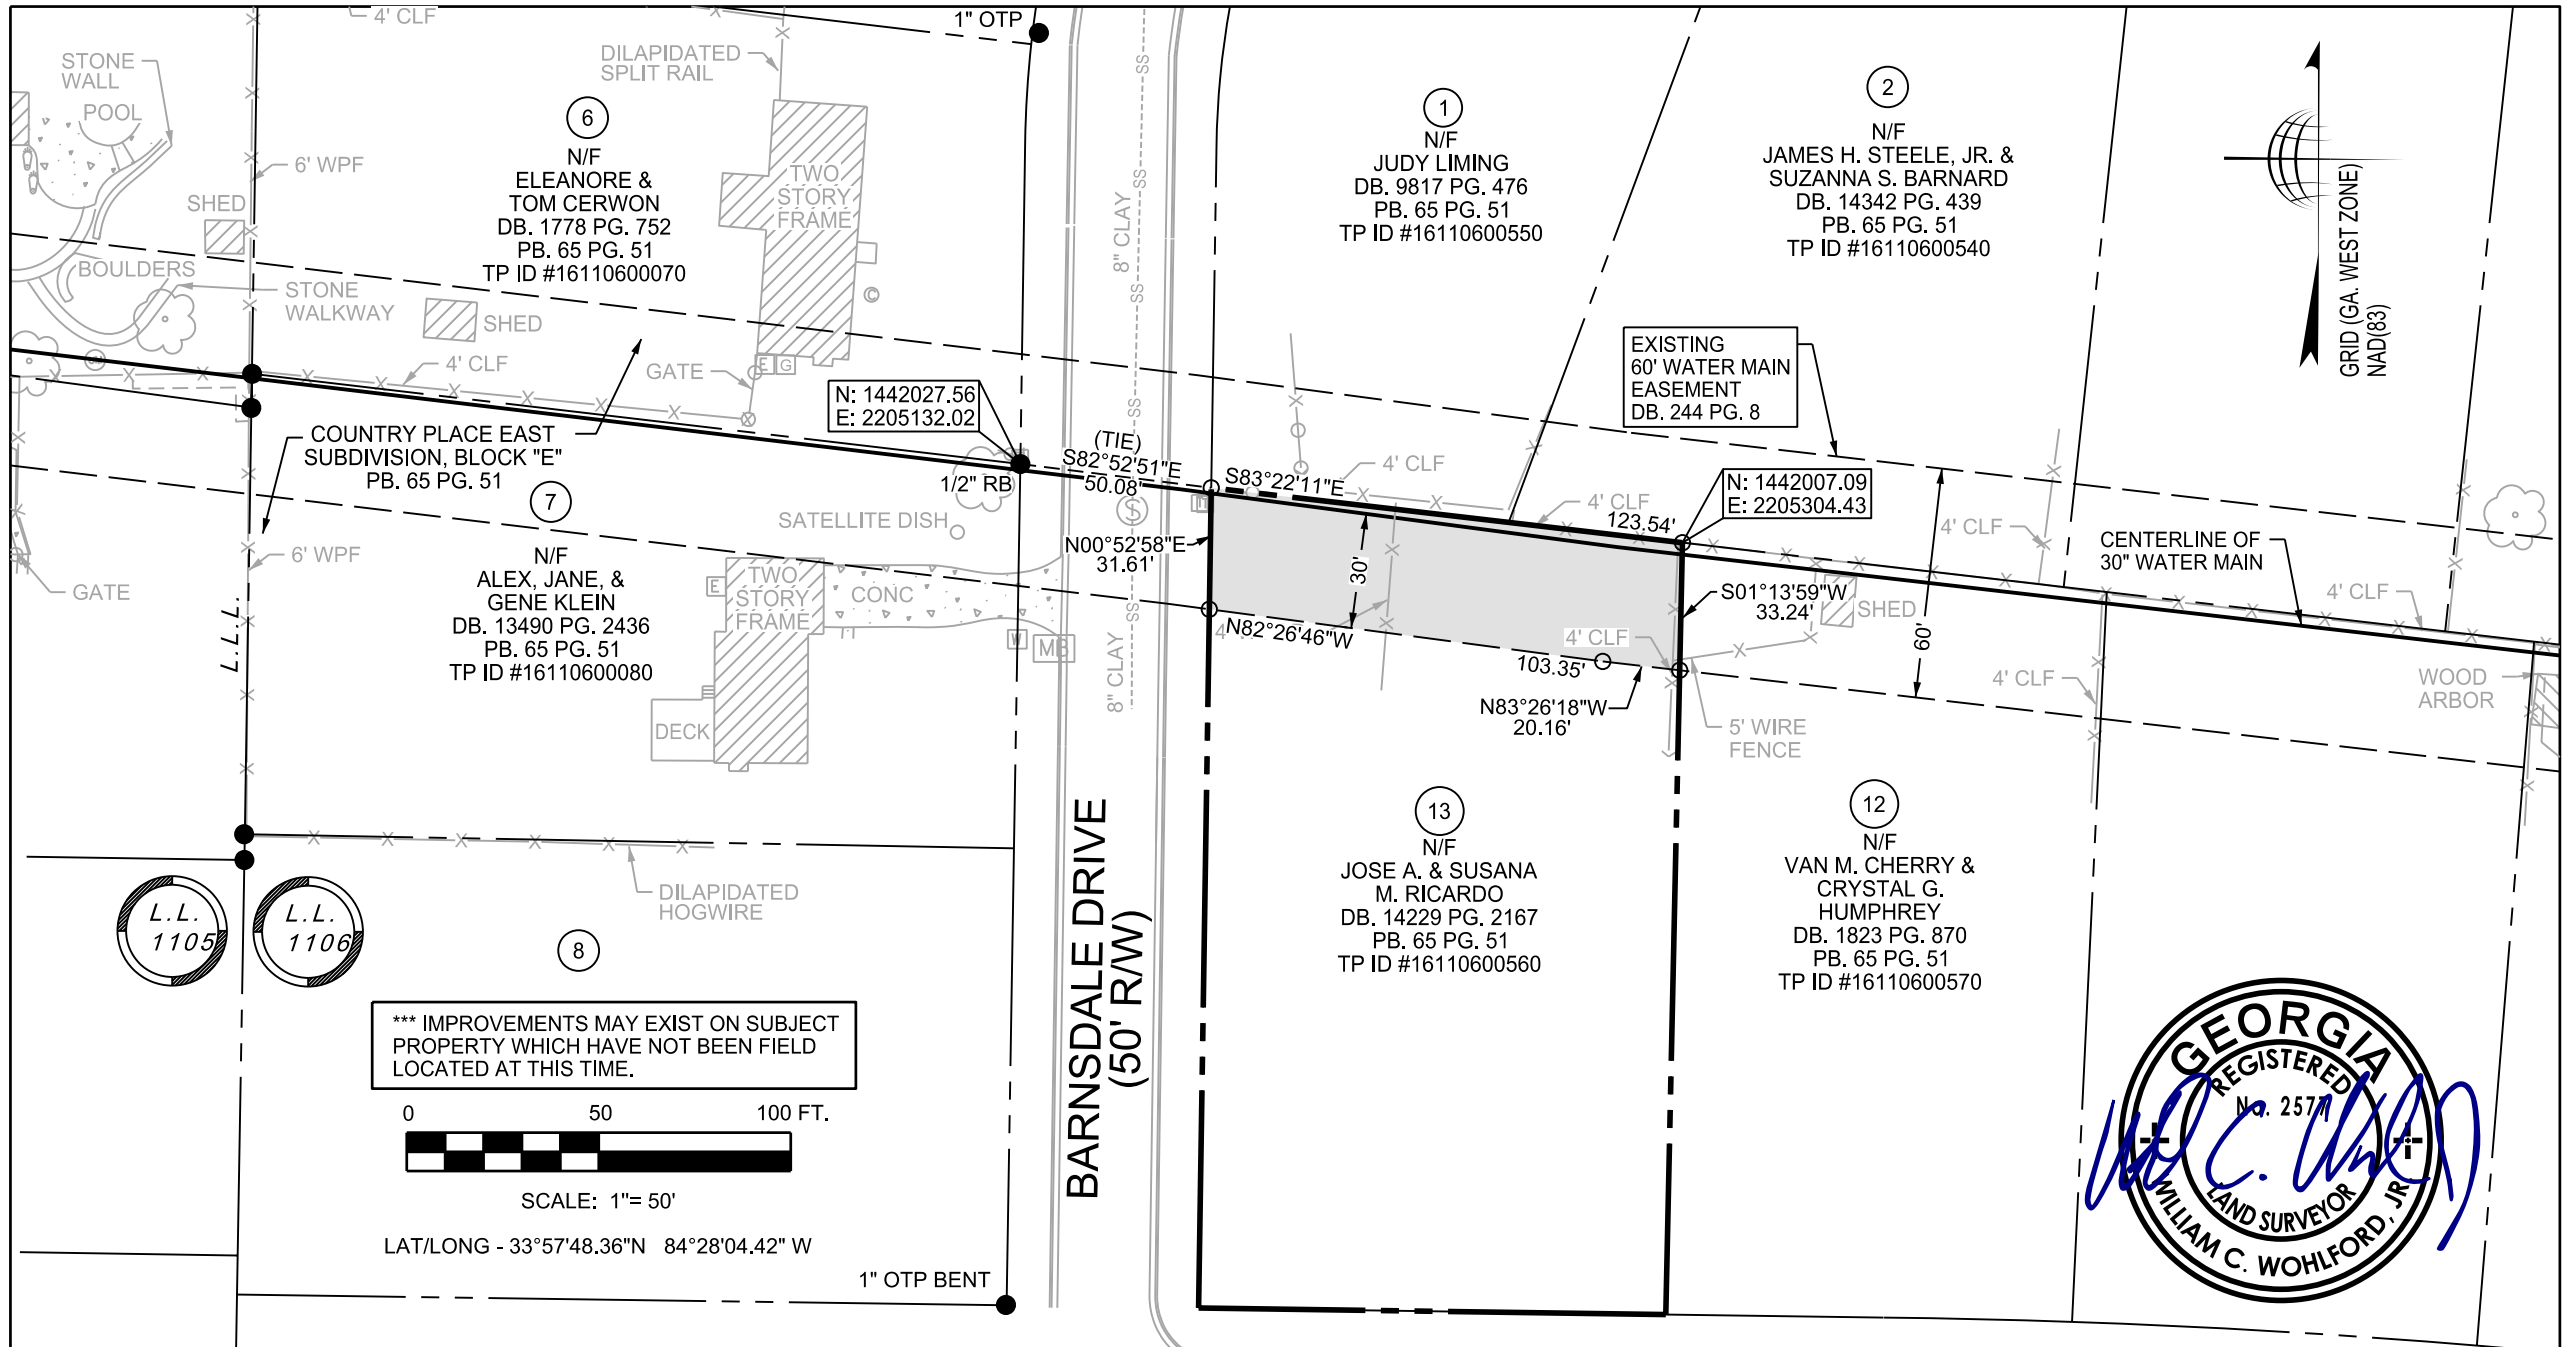 4' CLF
1" OTP
STONE
WALL
POOL
DILAPIDATED
SPLIT RAIL
6' WPF
SHED
BOULDERS
STONE
WALKWAY
SHED
4' CLF
GATE
6
N/F
ELEANORE &
TOM CERWON
DB. 1778 PG. 752
PB. 65 PG. 51
TP ID #16110600070
TWO
STORY
FRAME
C
E
G
SS
8" CLAY
SS
SS
SS
SS
1
N/F
JUDY LIMING
DB. 9817 PG. 476
PB. 65 PG. 51
TP ID #16110600550
2
N/F
JAMES H. STEELE, JR. &
SUZANNA S. BARNARD
DB. 14342 PG. 439
PB. 65 PG. 51
TP ID #16110600540
GRID (GA. WEST ZONE)
NAD(83)
EXISTING
60' WATER MAIN
EASEMENT
DB. 244 PG. 8
N: 1442027.56
E: 2205132.02
(TIE)
S82°52'51"E
50.08'
1/2" RB
S83°22'11"E
4' CLF
4' CLF
123.54'
N: 1442007.09
E: 2205304.43
4' CLF
CENTERLINE OF
30" WATER MAIN
4' CLF
COUNTRY PLACE EAST
SUBDIVISION, BLOCK "E"
PB. 65 PG. 51
7
N/F
ALEX, JANE, &
GENE KLEIN
DB. 13490 PG. 2436
PB. 65 PG. 51
TP ID #16110600080
6' WPF
GATE
L.L.L.
SATELLITE DISH
E
TWO
STORY
FRAME
CONC
W
MB
DECK
S
8" CLAY
N00°52'58"E
31.61'
30'
N82°26'46"W
103.35'
4' CLF
N83°26'18"W
20.16'
S01°13'59"W
33.24'
SHED
60'
5' WIRE
FENCE
4' CLF
WOOD
ARBOR
DILAPIDATED
HOGWIRE
L.L.
1105
L.L.
1106
8
13
N/F
JOSE A. & SUSANA
M. RICARDO
DB. 14229 PG. 2167
PB. 65 PG. 51
TP ID #16110600560
12
N/F
VAN M. CHERRY &
CRYSTAL G.
HUMPHREY
DB. 1823 PG. 870
PB. 65 PG. 51
TP ID #16110600570
BARNSDALE DRIVE
(50' R/W)
*** IMPROVEMENTS MAY EXIST ON SUBJECT
PROPERTY WHICH HAVE NOT BEEN FIELD
LOCATED AT THIS TIME.
0 50 100 FT.
SCALE: 1"= 50'
LAT/LONG - 33°57'48.36"N 84°28'04.42" W
1" OTP BENT
GEORGIA
REGISTERED
No. 2577
LAND SURVEYOR
WILLIAM C. WOHLFORD, JR.